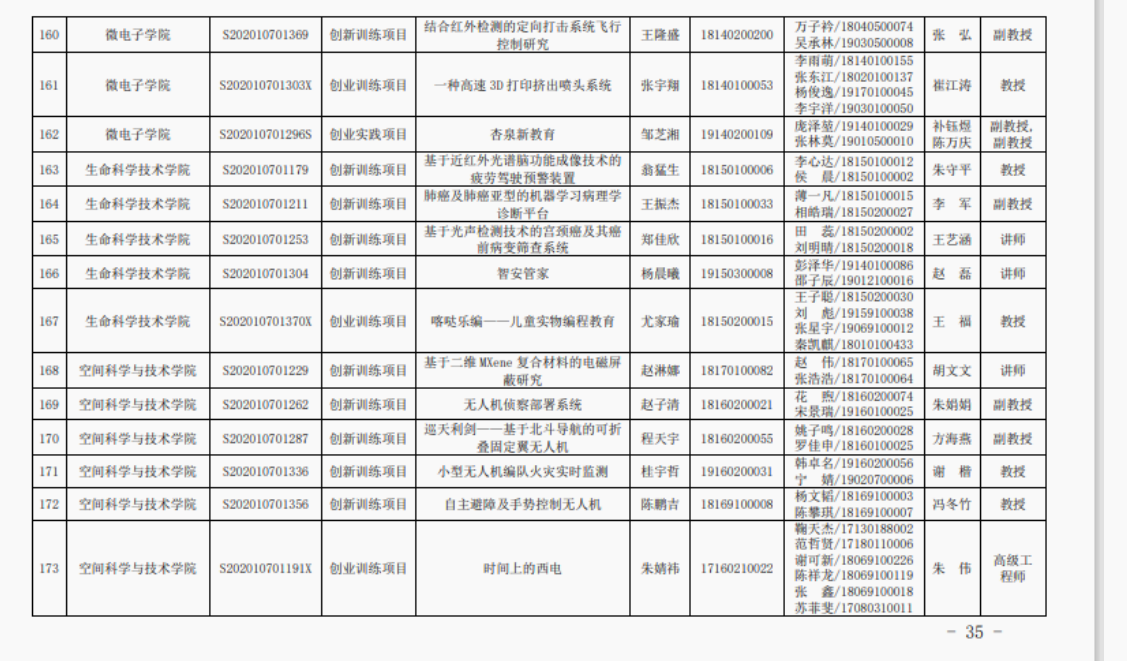 160 微电子学院 S202010701369 创新训练项目 结合红外检测的定向打击系统飞行控制研究 王隆盛 18140200200 万子衿/18040500074 吴承林/19030500008 张 弘 副教授
161 微电子学院 S202010701303X 创业训练项目 一种高速3D打印挤出喷头系统 张宇翔 18140100053 李雨萌/18140100155 张东江/18020100137 杨俊逸/19170100045 李宇洋/19030100050 崔江涛 教授
162 微电子学院 S202010701296S 创业实践项目 杏泉新教育 邹芝湘 19140200109 庞泽堃/19140100029 张林莫/19010500010 补钰煜 陈万庆 副教授, 副教授
163 生命科学技术学院 S202010701179 创新训练项目 基于近红外光谱脑功能成像技术的疲劳驾驶预警装置 翁猛生 18150100006 李心达/18150100012 侯 晨/18150100002 朱守平 教授
164 生命科学技术学院 S202010701211 创新训练项目 肺癌及肺癌亚型的机器学习病理学诊断平台 王振杰 18150100033 薄一凡/18150100015 相皓瑞/18150200027 李 军 副教授
165 生命科学技术学院 S202010701253 创新训练项目 基于光声检测技术的宫颈癌及其癌前病变筛查系统 郑佳欣 18150100016 田 蕊/18150200002 刘明晴/18150200018 王艺涵 讲师
166 生命科学技术学院 S202010701304 创新训练项目 智安管家 杨晨曦 19150300008 彭泽华/19140100086 邵子辰/19012100016 赵 磊 讲师
167 生命科学技术学院 S202010701370X 创业训练项目 喀哒乐编——儿童实物编程教育 尤家瑜 18150200015 王子聪/18150200030 刘 彪/19159100038 张星宇/19069100012 秦凯麒/18010100433 王 福 教授
168 空间科学与技术学院 S202010701229 创新训练项目 基于二维MXene复合材料的电磁屏蔽研究 赵淋娜 18170100082 赵 伟/18170100065 张浩浩/18170100064 胡文文 讲师
169 空间科学与技术学院 S202010701262 创新训练项目 无人机侦察部署系统 赵子清 18160200021 花 煦/18160200074 宋景瑞/19160100025 朱娟娟 副教授
170 空间科学与技术学院 S202010701287 创新训练项目 巡天利剑——基于北斗导航的可折叠固定翼无人机 程天宇 18160200055 姚子鸣/18160200028 罗佳申/18160100025 方海燕 副教授
171 空间科学与技术学院 S202010701336 创新训练项目 小型无人机编队火灾实时监测 桂宇哲 19160200031 韩卓名/19160200056 宁 婧/19020700006 谢 楷 教授
172 空间科学与技术学院 S202010701356 创新训练项目 自主避障及手势控制无人机 陈鹏吉 18169100008 杨文韬/18169100003 陈攀琪/18169100007 冯冬竹 教授
173 空间科学与技术学院 S202010701191X 创业训练项目 时间上的西电 朱婧祎 17160210022 鞠天杰/17130188002 范哲贤/17180110006 谢可新/18069100226 陈祥龙/18069100119 张 鑫/18069100018 苏菲斐/17080310011 朱 伟 高级工程师
- 35 -